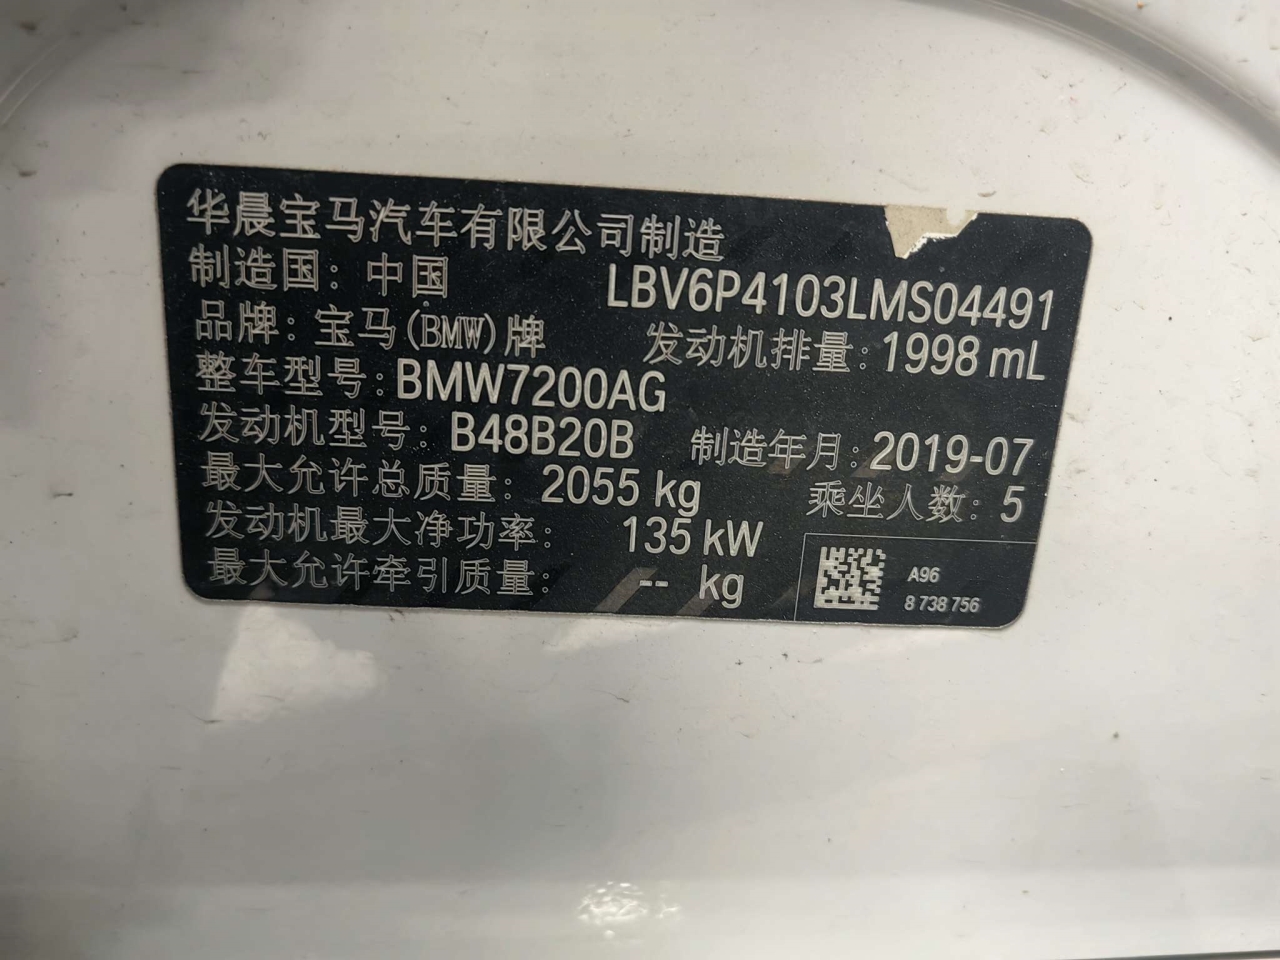 华晨宝马汽车有限公司制造
制造国：中国 LBV6P4103LMS04491
品牌：宝马(BMW)牌 发动机排量：1998 mL
整车型号：BMW7200AG
发动机型号：B48B20B 制造年月：2019-07
最大允许总质量：2055 kg 乘坐人数：5
发动机最大净功率：135 kW
最大允许牵引质量：-- kg
A96
8 738 756